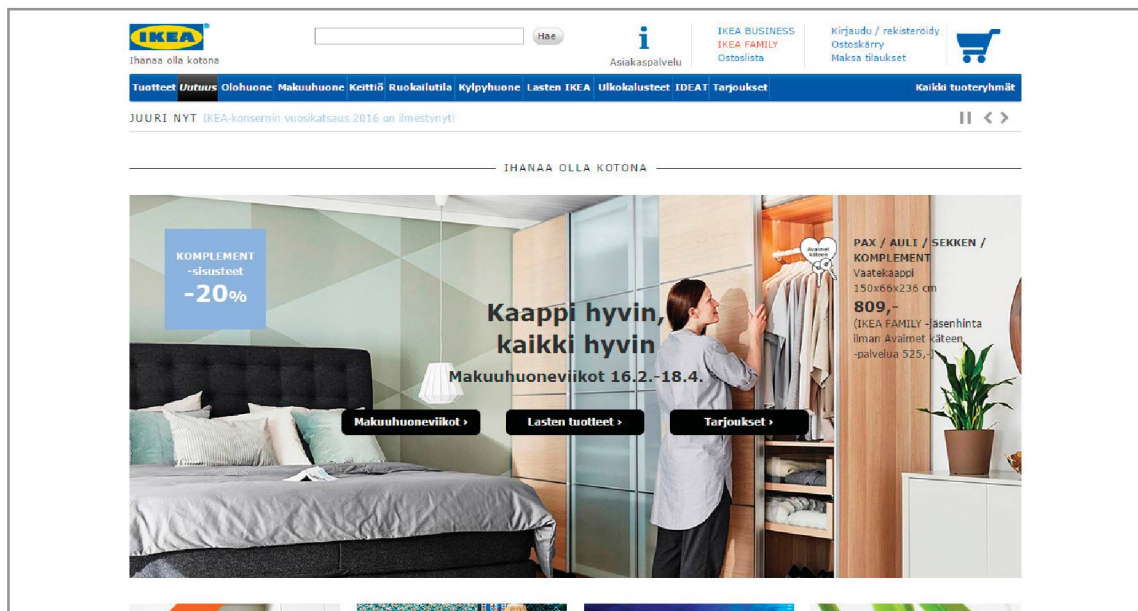 IKEA
Ihanaa olla kotona
Hae
i
Asiakaspalvelu
IKEA BUSINESS
IKEA FAMILY
Ostoslista
Kirjaudu / rekisteröidy
Ostoskärry
Maksa tilaukset
Tuotteet Uutuus Olohuone Makuuhuone Keittiö Ruokailutila Kylpyhuone Lasten IKEA Ulkokalusteet IDEAT Tarjoukset Kaikki tuoteryhmät
JUURI NYT IKEA-konsernin vuosikatsaus 2016 on ilmestynyt!
IHANAA OLLA KOTONA
KOMPLEMENT
-sisusteet
-20%
Kaappi hyvin,
kaikki hyvin
Makuuhuoneviikot 16.2.-18.4.
Makuuhuoneviikot ›
Lasten tuotteet ›
Tarjoukset ›
Avaimet
käteen
PAX / AULI / SEKKEN /
KOMPLEMENT
Vaatekaappi
150x66x236 cm
809,-
(IKEA FAMILY -jäsenhinta
ilman Avaimet käteen
-palvelua 525,-)